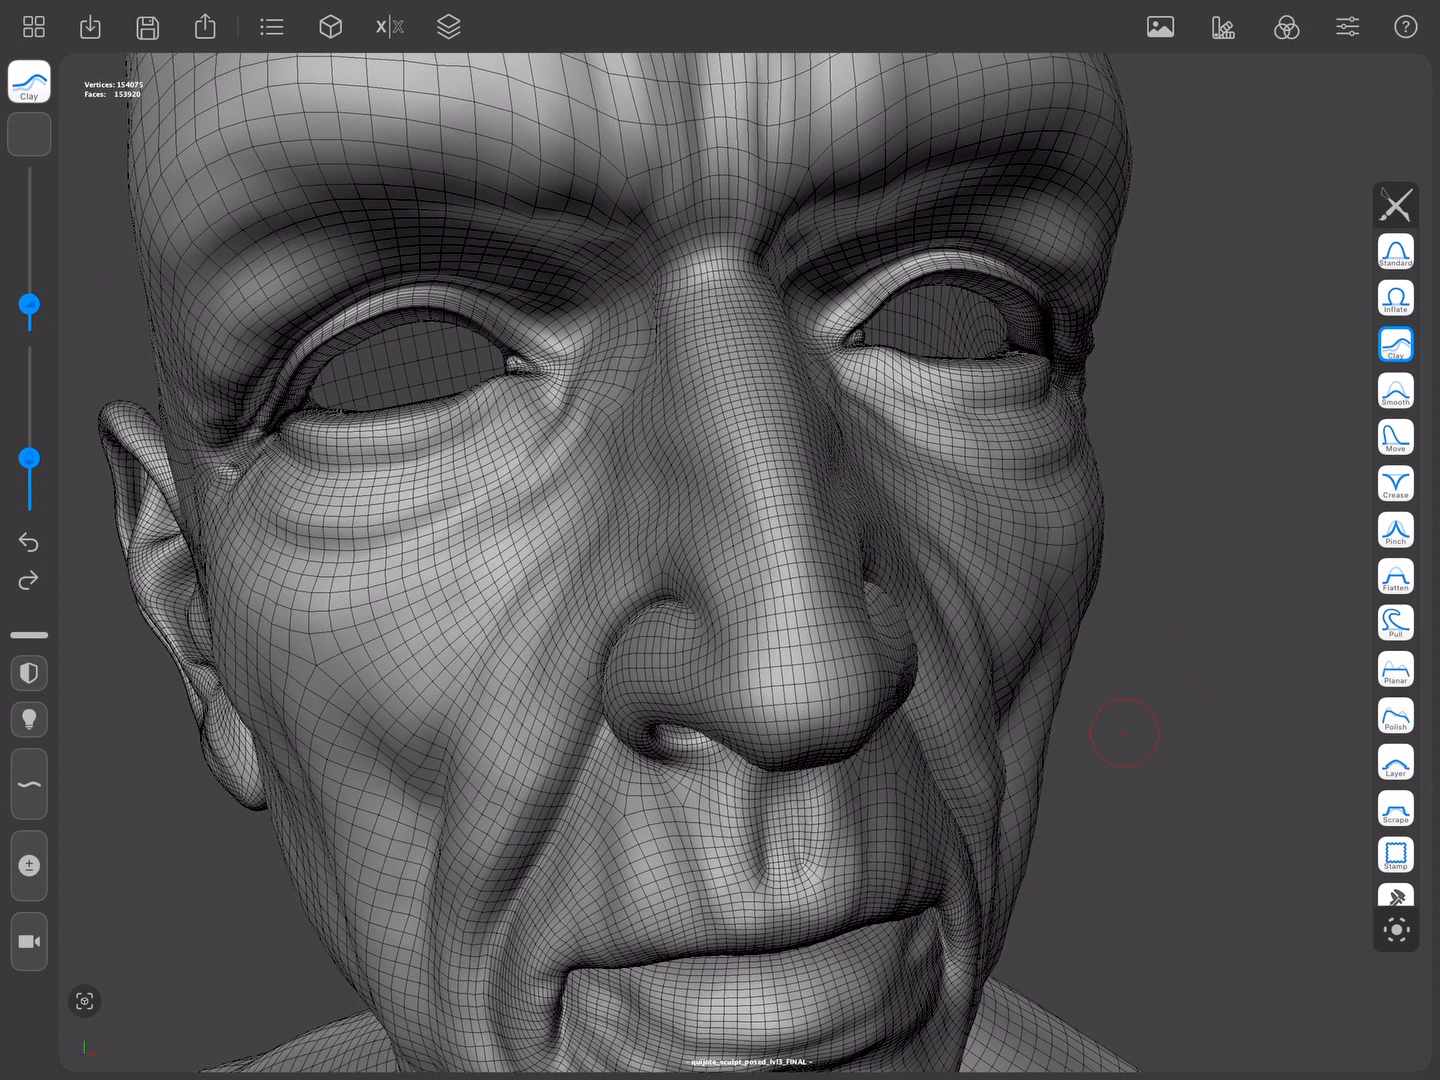 X|X
Clay
Vertices: 154075
Faces: 153920
Standard
Inflate
Clay
Smooth
Move
Crease
Pinch
Flatten
Pull
Planar
Polish
Layer
Scrape
Stamp
- quijote_sculpt_posed_lv13_FINAL -